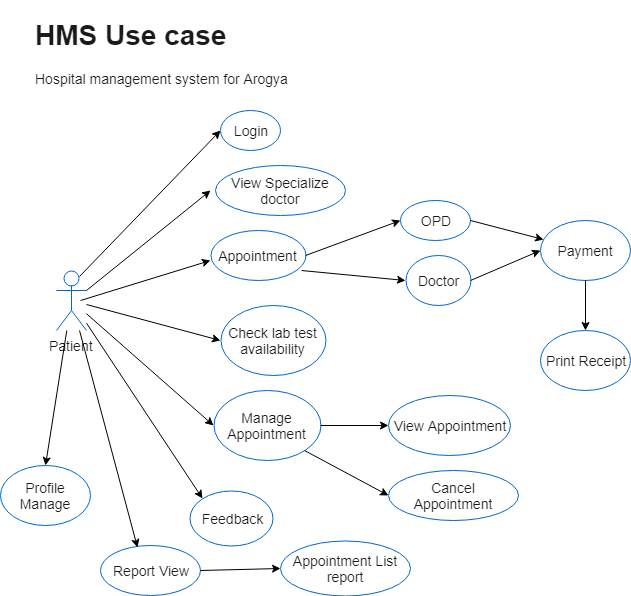 HMS Use case
Hospital management system for Arogya
Login
View Specialize
doctor
OPD
Appointment
Payment
Doctor
Patient
Check lab test
availability
Print Receipt
Manage
Appointment
View Appointment
Profile
Manage
Cancel
Appointment
Feedback
Report View
Appointment List
report